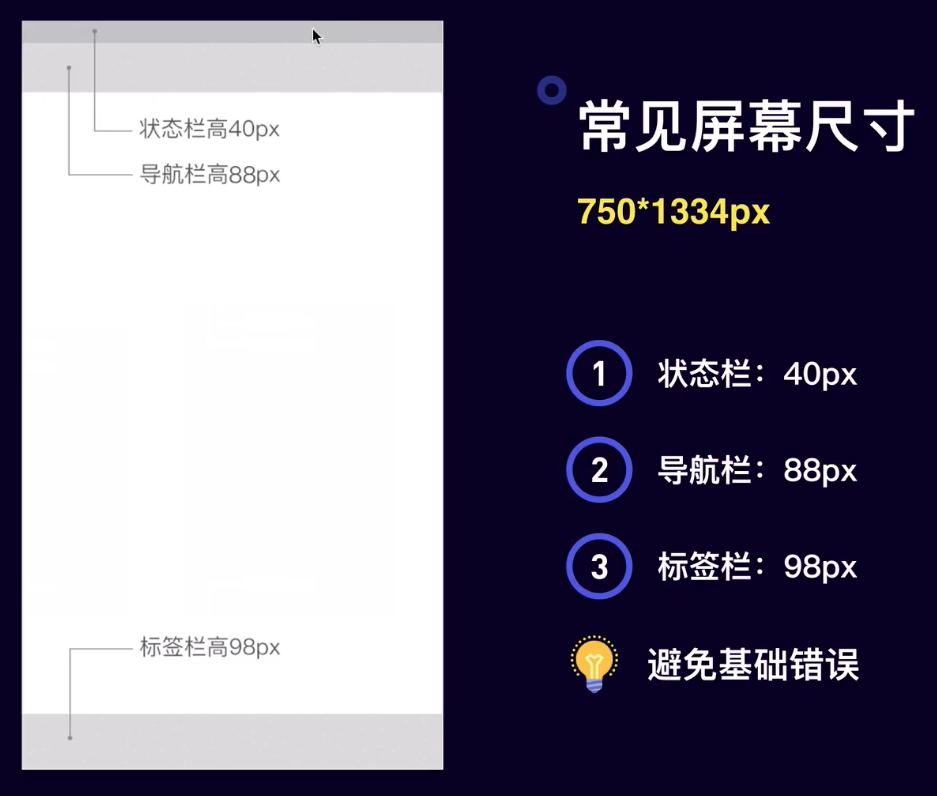 状态栏高40px
导航栏高88px
标签栏高98px
常见屏幕尺寸
750*1334px
1 状态栏：40px
2 导航栏：88px
3 标签栏：98px
避免基础错误